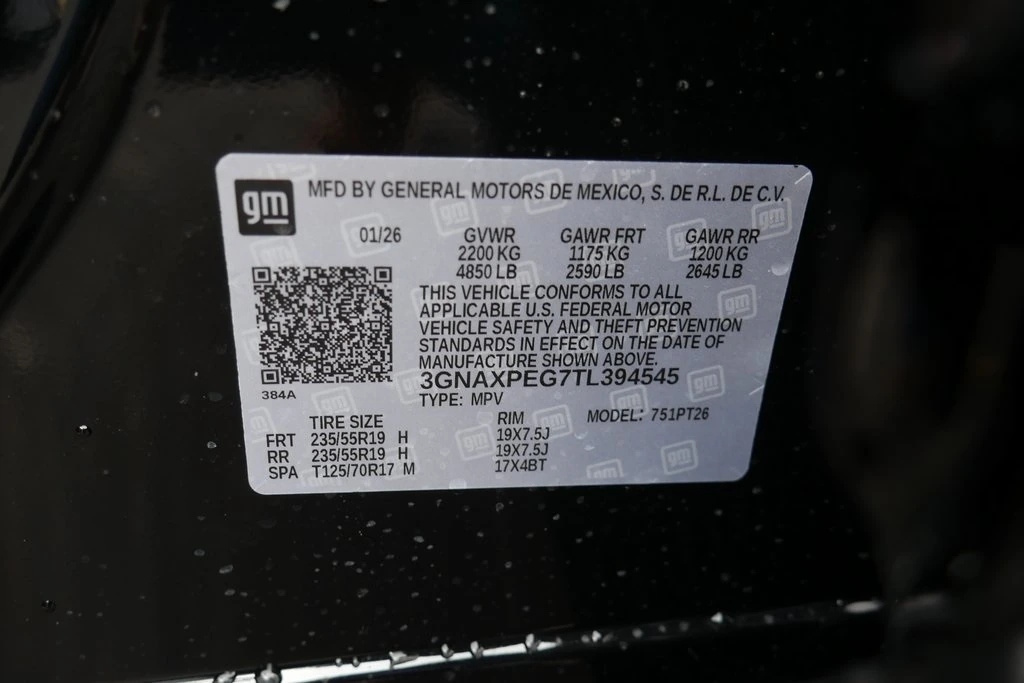 gm MFD BY GENERAL MOTORS DE MEXICO, S. DE R.L. DE C.V.
01/26 GVWR GAWR FRT GAWR RR
2200 KG 1175 KG 1200 KG
4850 LB 2590 LB 2645 LB
THIS VEHICLE CONFORMS TO ALL
APPLICABLE U.S. FEDERAL MOTOR
VEHICLE SAFETY AND THEFT PREVENTION
STANDARDS IN EFFECT ON THE DATE OF
MANUFACTURE SHOWN ABOVE.
3GNAXPEG7TL394545
384A
TYPE: MPV
TIRE SIZE RIM MODEL: 751PT26
FRT 235/55R19 H 19X7.5J
RR 235/55R19 H 19X7.5J
SPA T125/70R17 M 17X4BT